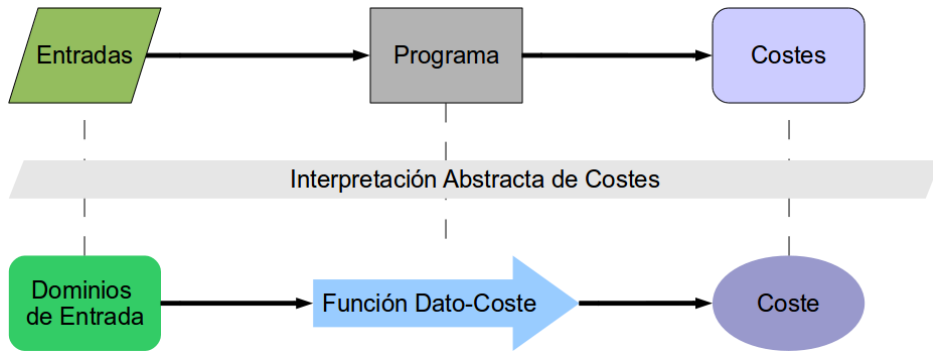 Entradas
Programa
Costes
Interpretación Abstracta de Costes
Dominios
de Entrada
Función Dato-Coste
Coste